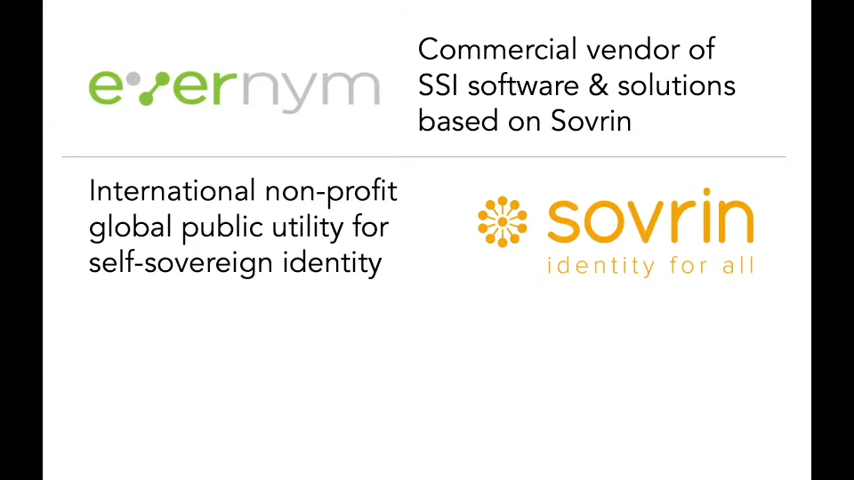 evernym
Commercial vendor of
SSI software & solutions
based on Sovrin
International non-profit
global public utility for
self-sovereign identity
sovrin
identity for all